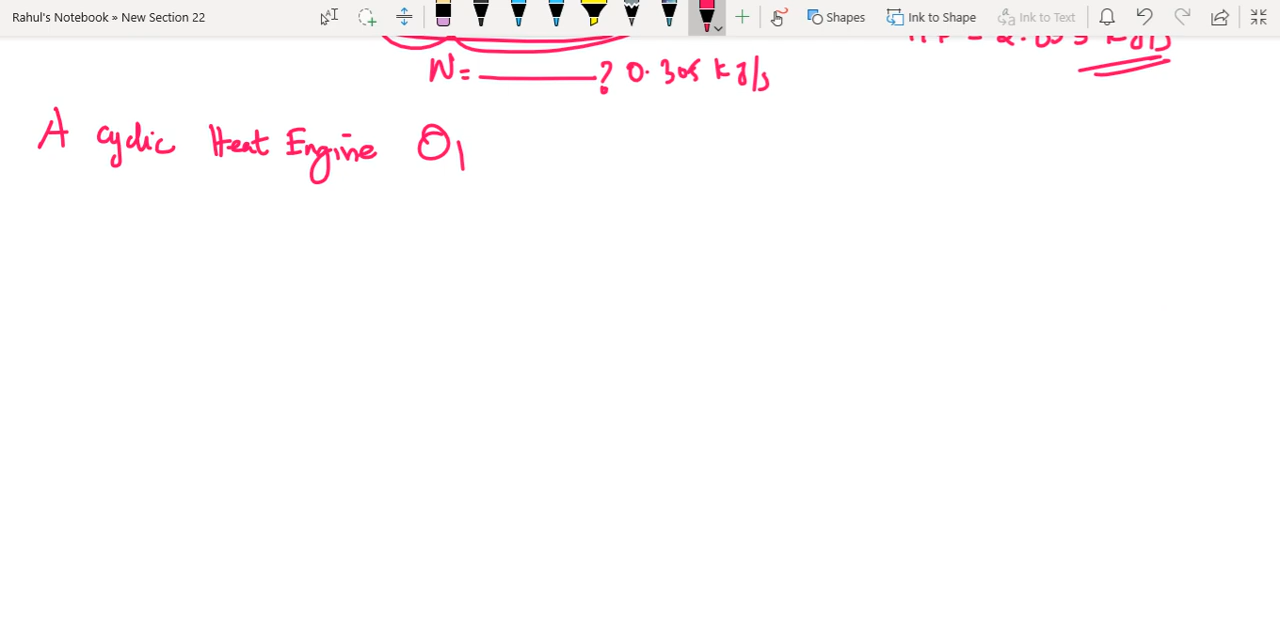 Rahul's Notebook » New Section 22
Shapes
Ink to Shape
Ink to Text
W = ? 0.305 kJ/s
A cyclic Heat Engine O1